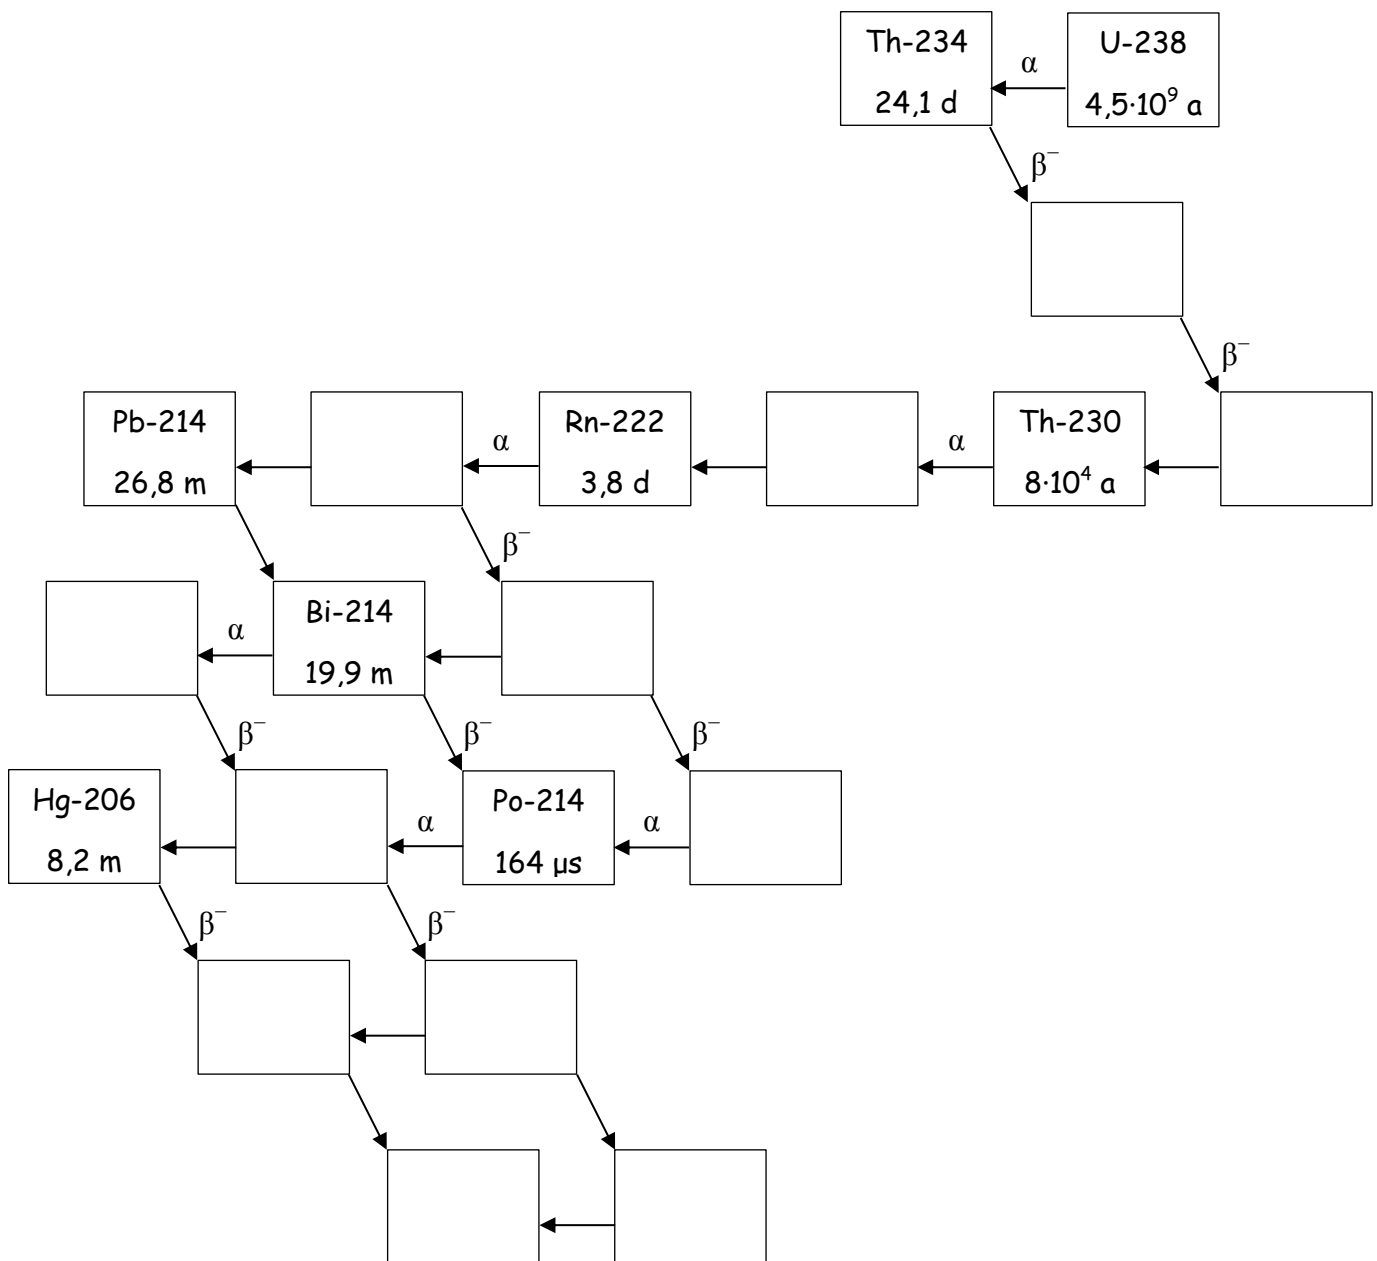 Th-234
24,1 d
α
U-238
4,5·10⁹ a
β⁻
β⁻
Pb-214
26,8 m
α
Rn-222
3,8 d
α
Th-230
8·10⁴ a
β⁻
α
Bi-214
19,9 m
β⁻
β⁻
β⁻
Hg-206
8,2 m
α
Po-214
164 µs
α
β⁻
β⁻